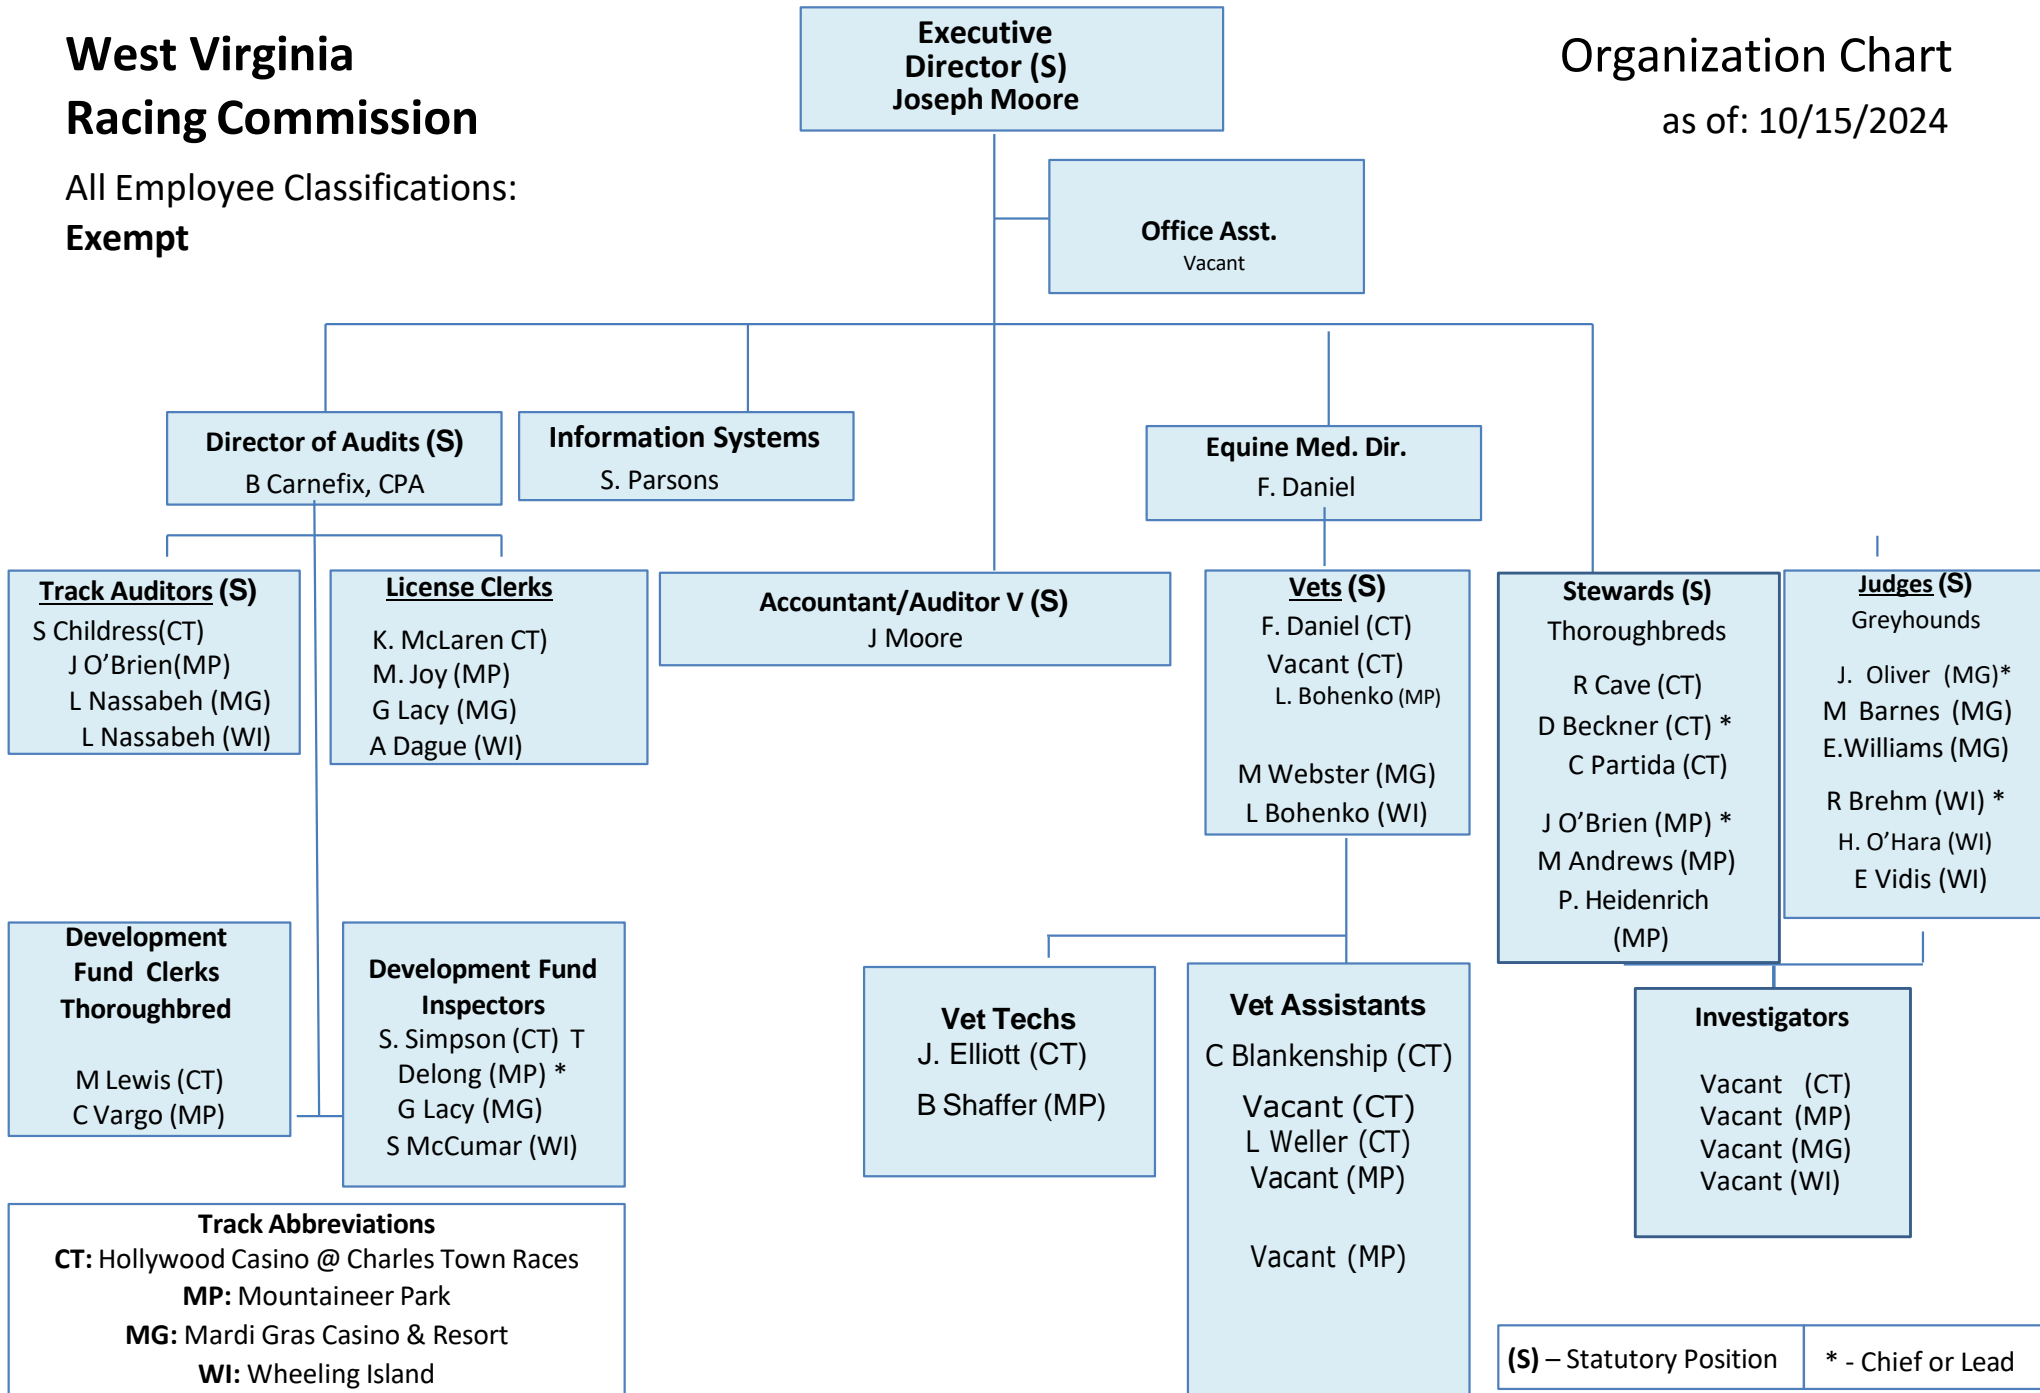 West Virginia
Racing Commission
All Employee Classifications:
Exempt
Executive
Director (S)
Joseph Moore
Organization Chart
as of: 10/15/2024
Office Asst.
Vacant
Director of Audits (S)
B Carnefix, CPA
Information Systems
S. Parsons
Equine Med. Dir.
F. Daniel
Track Auditors (S)
S Childress(CT)
J O’Brien(MP)
L Nassabeh (MG)
L Nassabeh (WI)
License Clerks
K. McLaren CT)
M. Joy (MP)
G Lacy (MG)
A Dague (WI)
Accountant/Auditor V (S)
J Moore
Vets (S)
F. Daniel (CT)
Vacant (CT)
L. Bohenko (MP)
M Webster (MG)
L Bohenko (WI)
Stewards (S)
Thoroughbreds
R Cave (CT)
D Beckner (CT) *
C Partida (CT)
J O’Brien (MP) *
M Andrews (MP)
P. Heidenrich
(MP)
Judges (S)
Greyhounds
J. Oliver (MG)*
M Barnes (MG)
E.Williams (MG)
R Brehm (WI) *
H. O’Hara (WI)
E Vidis (WI)
Development
Fund Clerks
Thoroughbred
M Lewis (CT)
C Vargo (MP)
Development Fund
Inspectors
S. Simpson (CT) T
Delong (MP) *
G Lacy (MG)
S McCumar (WI)
Vet Techs
J. Elliott (CT)
B Shaffer (MP)
Vet Assistants
C Blankenship (CT)
Vacant (CT)
L Weller (CT)
Vacant (MP)
Vacant (MP)
Investigators
Vacant (CT)
Vacant (MP)
Vacant (MG)
Vacant (WI)
Track Abbreviations
CT: Hollywood Casino @ Charles Town Races
MP: Mountaineer Park
MG: Mardi Gras Casino & Resort
WI: Wheeling Island
(S) – Statutory Position
* - Chief or Lead